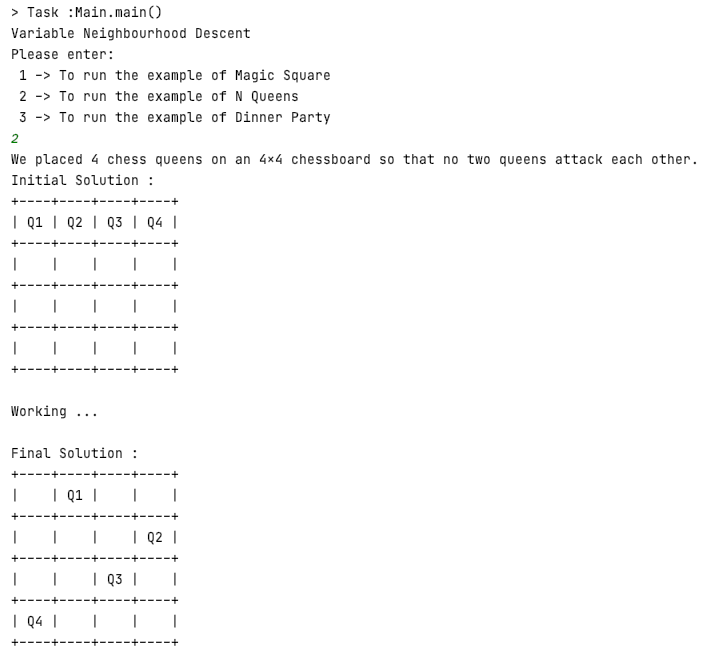 > Task :Main.main()
Variable Neighbourhood Descent
Please enter:
 1 -> To run the example of Magic Square
 2 -> To run the example of N Queens
 3 -> To run the example of Dinner Party
2
We placed 4 chess queens on an 4×4 chessboard so that no two queens attack each other.
Initial Solution :
+----+----+----+----+
| Q1 | Q2 | Q3 | Q4 |
+----+----+----+----+
|    |    |    |    |
+----+----+----+----+
|    |    |    |    |
+----+----+----+----+
|    |    |    |    |
+----+----+----+----+

Working ...

Final Solution :
+----+----+----+----+
|    | Q1 |    |    |
+----+----+----+----+
|    |    |    | Q2 |
+----+----+----+----+
|    |    | Q3 |    |
+----+----+----+----+
| Q4 |    |    |    |
+----+----+----+----+